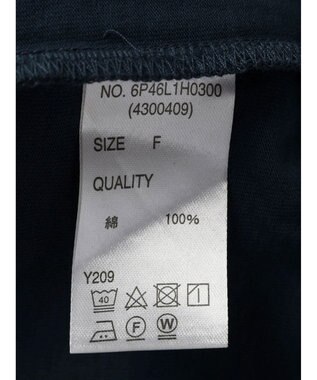 NO. 6P46L1H0300
(4300409)
SIZE F
QUALITY
綿 100%
Y209
40
F W